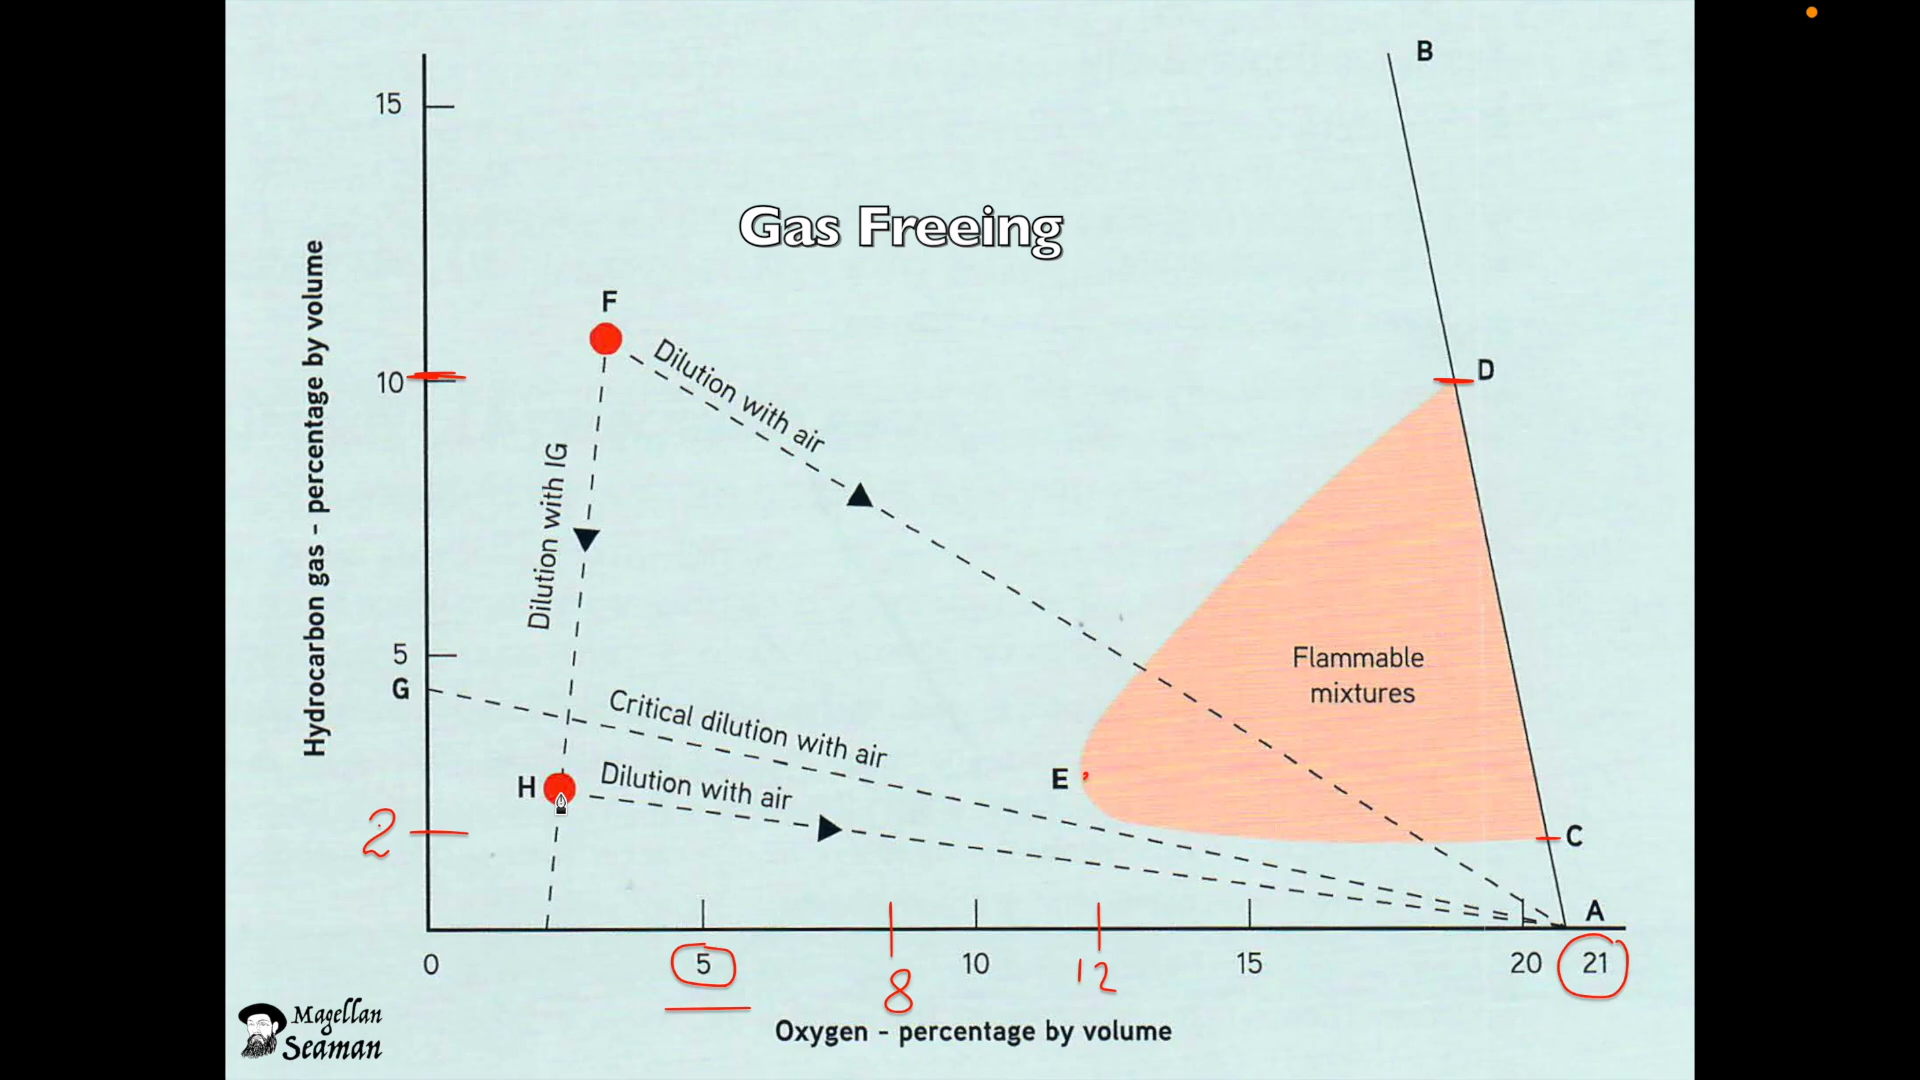 B
15
Gas Freeing
F
Dilution with air
D
10
Hydrocarbon gas - percentage by volume
Dilution with IG
5
Flammable
mixtures
G
Critical dilution with air
E
H
Dilution with air
2
C
A
0
5
8
10
12
15
20
21
Oxygen - percentage by volume
Magellan
Seaman